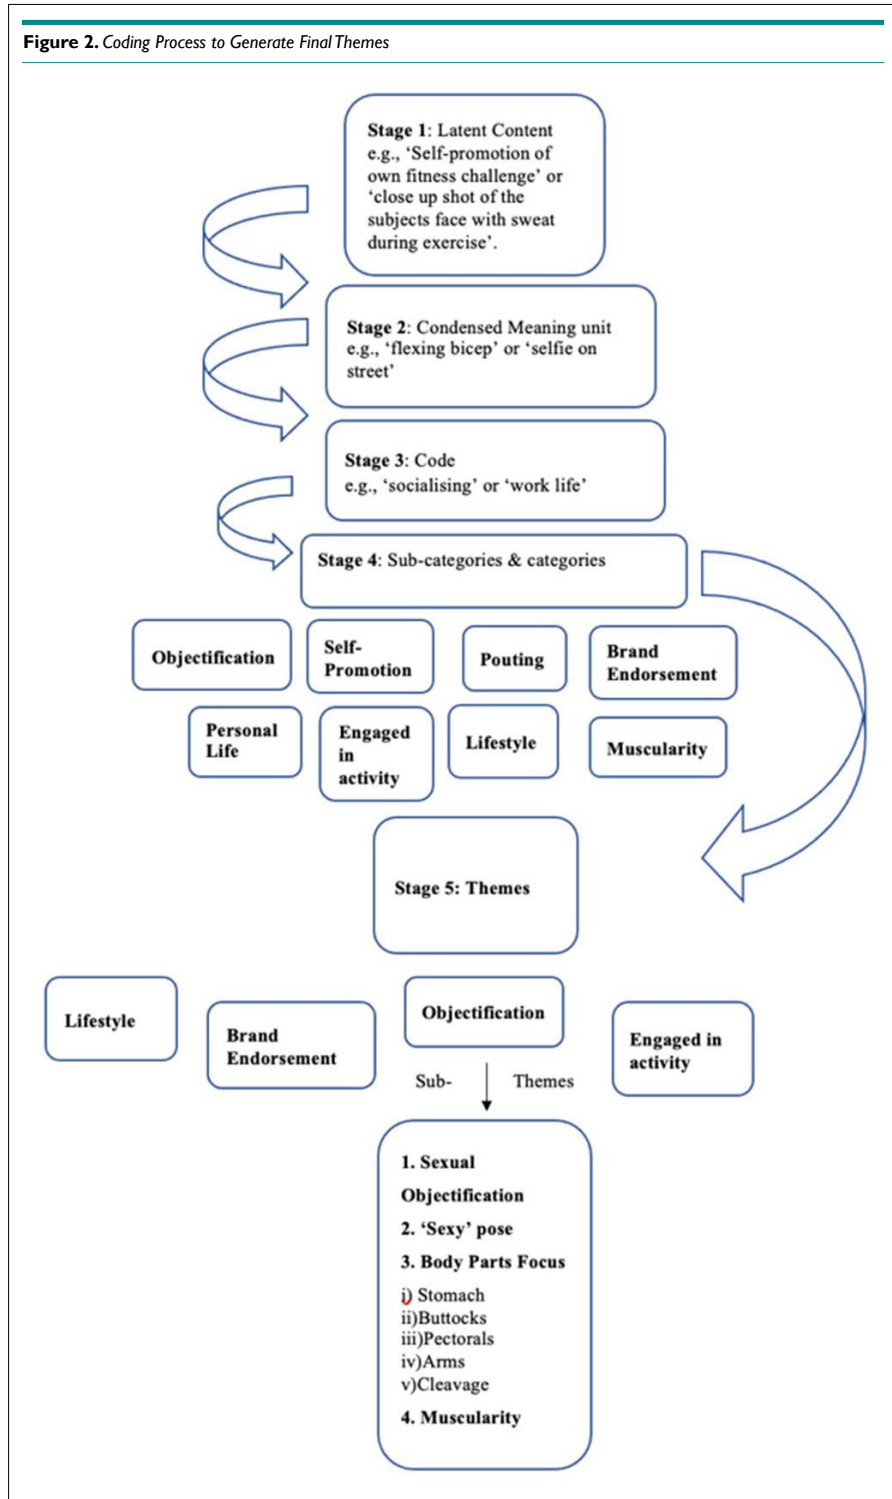 Figure 2. Coding Process to Generate Final Themes
Stage 1: Latent Content
e.g., ‘Self-promotion of
own fitness challenge’ or
‘close up shot of the
subjects face with sweat
during exercise’.
Stage 2: Condensed Meaning unit
e.g., ‘flexing bicep’ or ‘selfie on
street’
Stage 3: Code
e.g., ‘socialising’ or ‘work life’
Stage 4: Sub-categories & categories
Objectification
Self-
Promotion
Pouting
Brand
Endorsement
Personal
Life
Engaged
in
activity
Lifestyle
Muscularity
Stage 5: Themes
Lifestyle
Brand
Endorsement
Objectification
Engaged in
activity
Sub- Themes
1. Sexual
Objectification
2. ‘Sexy’ pose
3. Body Parts Focus
i) Stomach
ii)Buttocks
iii)Pectorals
iv)Arms
v)Cleavage
4. Muscularity